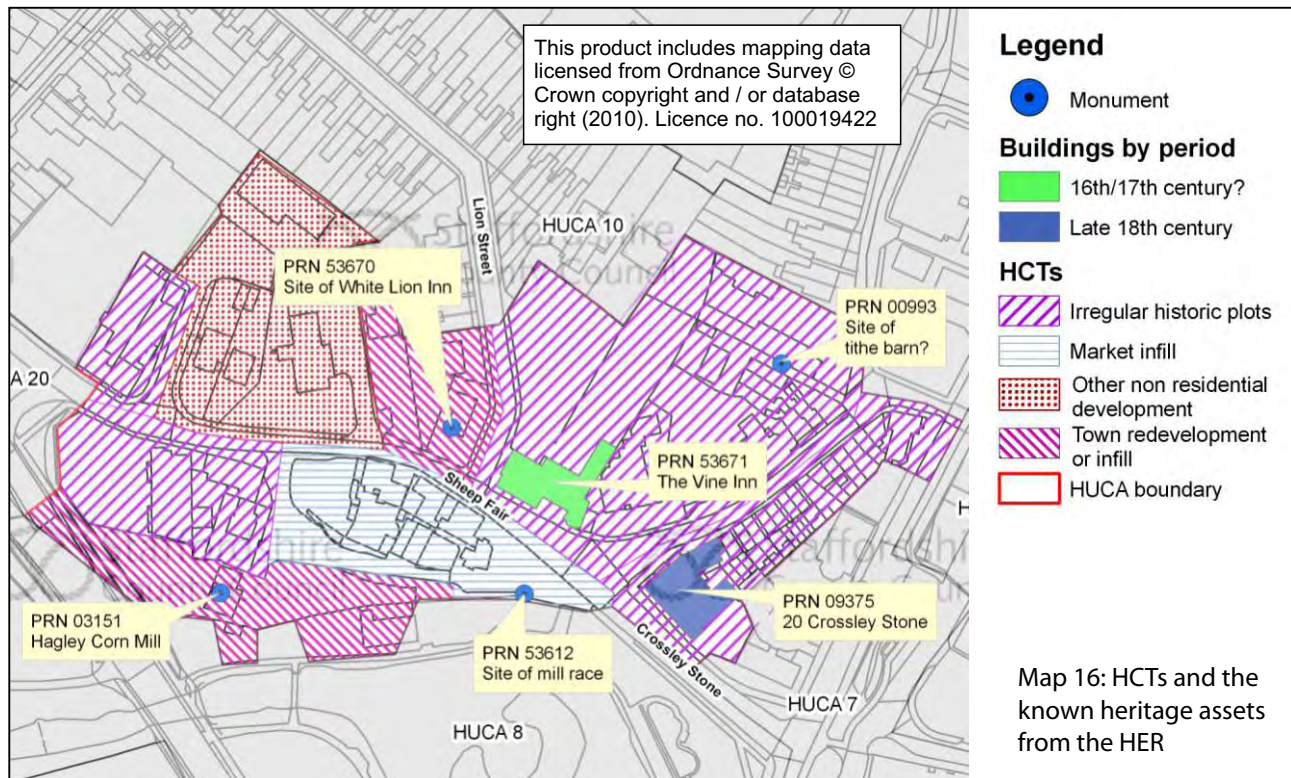 This product includes mapping data
licensed from Ordnance Survey ©
Crown copyright and / or database
right (2010). Licence no. 100019422
Lion Street
HUCA 10
Staffordshire
County Council
PRN 53670
Site of White Lion Inn
PRN 00993
Site of
tithe barn?
A 20
PRN 53671
The Vine Inn
Sheep Fair
H
PRN 03151
Hagley Corn Mill
PRN 53612
Site of mill race
PRN 09375
20 Crossley Stone
Crossley Stone
HUCA 7
HUCA 8
Legend
Monument
Buildings by period
16th/17th century?
Late 18th century
HCTs
Irregular historic plots
Market infill
Other non residential
development
Town redevelopment
or infill
HUCA boundary
Map 16: HCTs and the
known heritage assets
from the HER